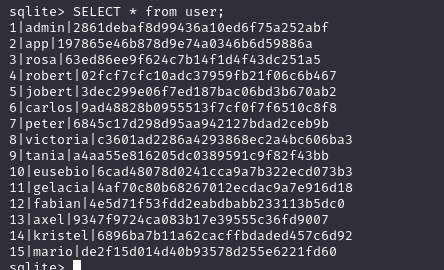 sqlite> SELECT * from user;
1|admin|2861debaf8d99436a10ed6f75a252abf
2|app|197865e46b878d9e74a0346b6d59886a
3|rosa|63ed86ee9f624c7b14f1d4f43dc251a5
4|robert|02fcf7cfc10adc37959fb21f06c6b467
5|jobert|3dec299e06f7ed187bac06bd3b670ab2
6|carlos|9ad48828b0955513f7cf0f7f6510c8f8
7|peter|6845c17d298d95aa942127bdad2ceb9b
8|victoria|c3601ad2286a4293868ec2a4bc606ba3
9|tania|a4aa55e816205dc0389591c9f82f43bb
10|eusebio|6cad48078d0241cca9a7b322ecd073b3
11|gelacia|4af70c80b68267012ecdac9a7e916d18
12|fabian|4e5d71f53fdd2eabdbabb233113b5dc0
13|axel|9347f9724ca083b17e39555c36fd9007
14|kristel|6896ba7b11a62cacffbdaded457c6d92
15|mario|de2f15d014d40b93578d255e6221fd60
sqlite>